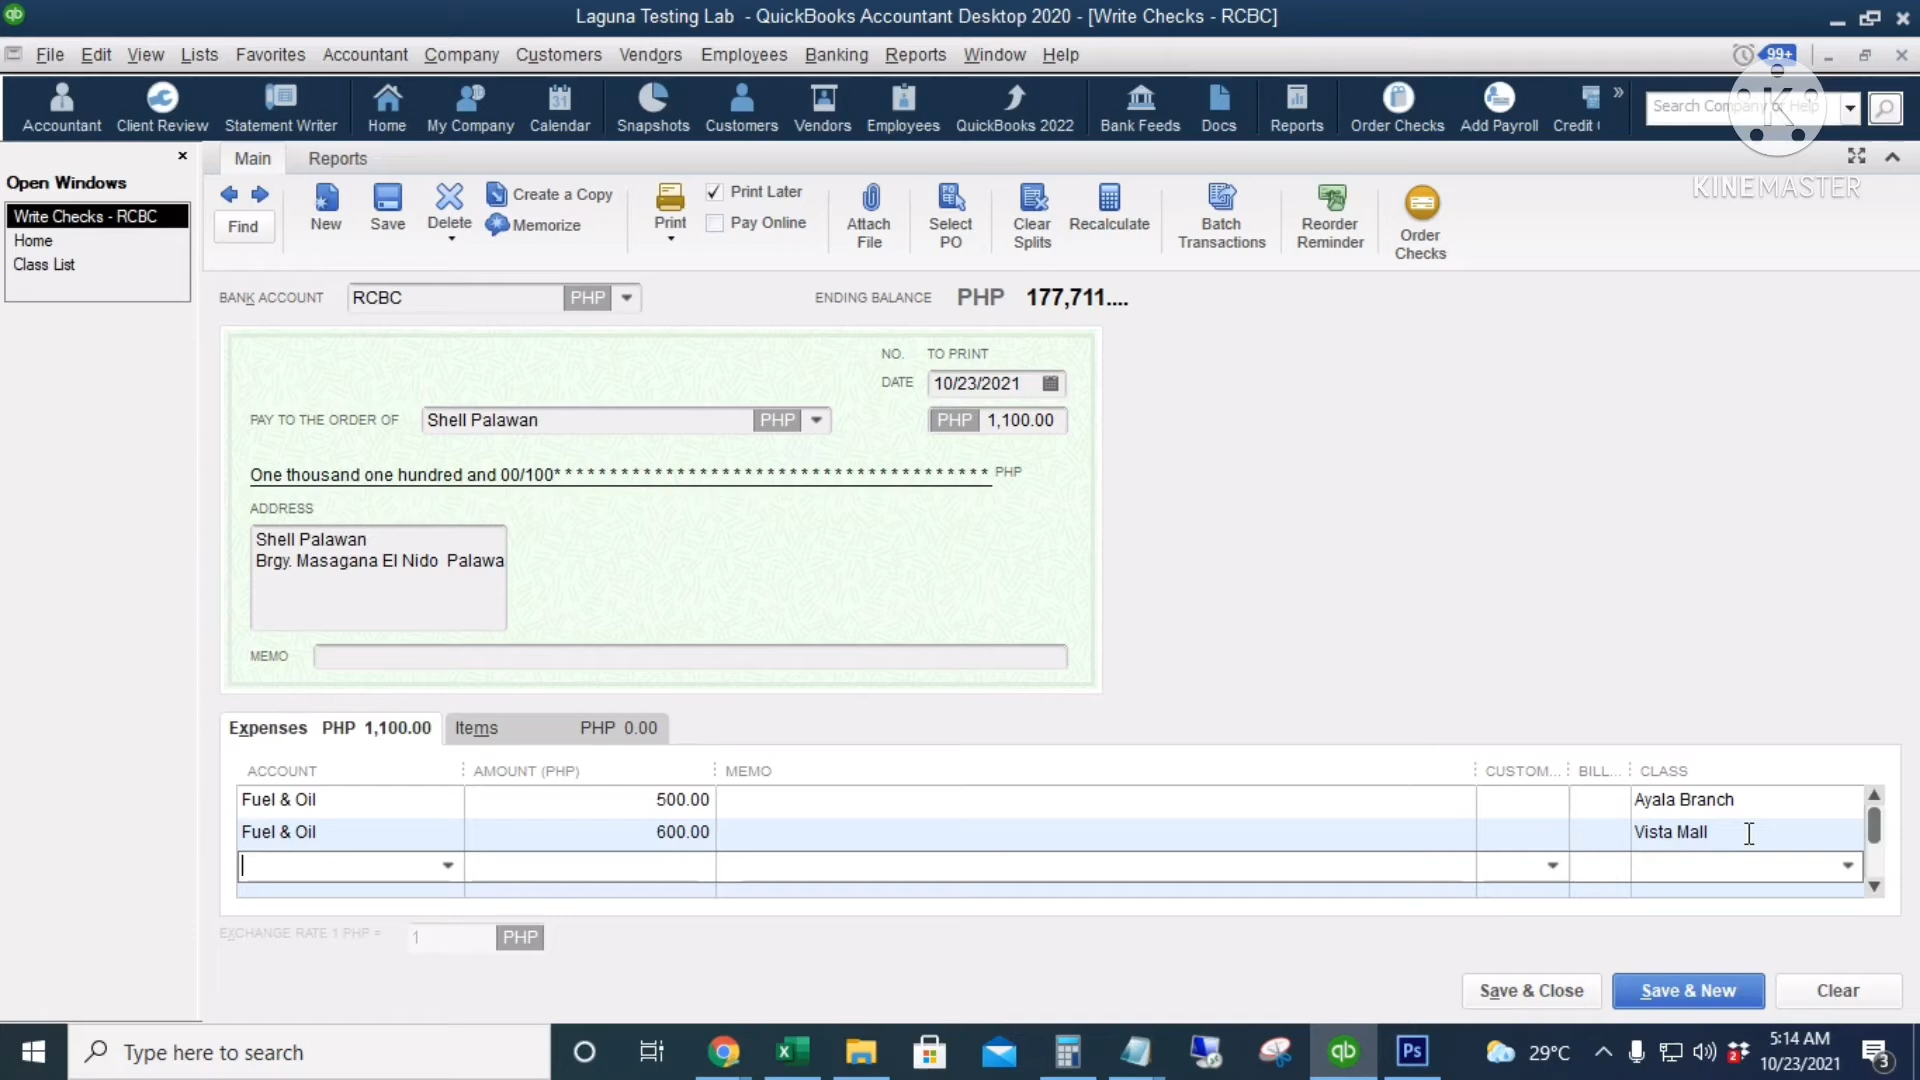 Laguna Testing Lab - QuickBooks Accountant Desktop 2020 - [Write Checks - RCBC]
File Edit View Lists Favorites Accountant Company Customers Vendors Employees Banking Reports Window Help
99+
Accountant Client Review Statement Writer Home My Company Calendar Snapshots Customers Vendors Employees QuickBooks 2022 Bank Feeds Docs Reports Order Checks Add Payroll Credit
Search Company or Help
K
KINEMASTER
Open Windows
Write Checks - RCBC
Home
Class List
Main Reports
Find
New
Save
Delete
Create a Copy
Memorize
Print
Print Later
Pay Online
Attach
File
Select
PO
Clear
Splits
Recalculate
Batch
Transactions
Reorder
Reminder
Order
Checks
BANK ACCOUNT RCBC PHP ENDING BALANCE PHP 177,711....
NO. TO PRINT
DATE 10/23/2021
PAY TO THE ORDER OF Shell Palawan PHP PHP 1,100.00
One thousand one hundred and 00/100* * * * * * * * * * * * * * * * * * * * * * * * * * * * * * * * * * * * * * * PHP
ADDRESS
Shell Palawan
Brgy. Masagana El Nido Palawa
MEMO
Expenses PHP 1,100.00 Items PHP 0.00
ACCOUNT AMOUNT (PHP) MEMO CUSTOM... BILL... CLASS
Fuel & Oil 500.00 Ayala Branch
Fuel & Oil 600.00 Vista Mall
EXCHANGE RATE 1 PHP = 1 PHP
Save & Close Save & New Clear
Type here to search
29°C
5:14 AM
10/23/2021
3